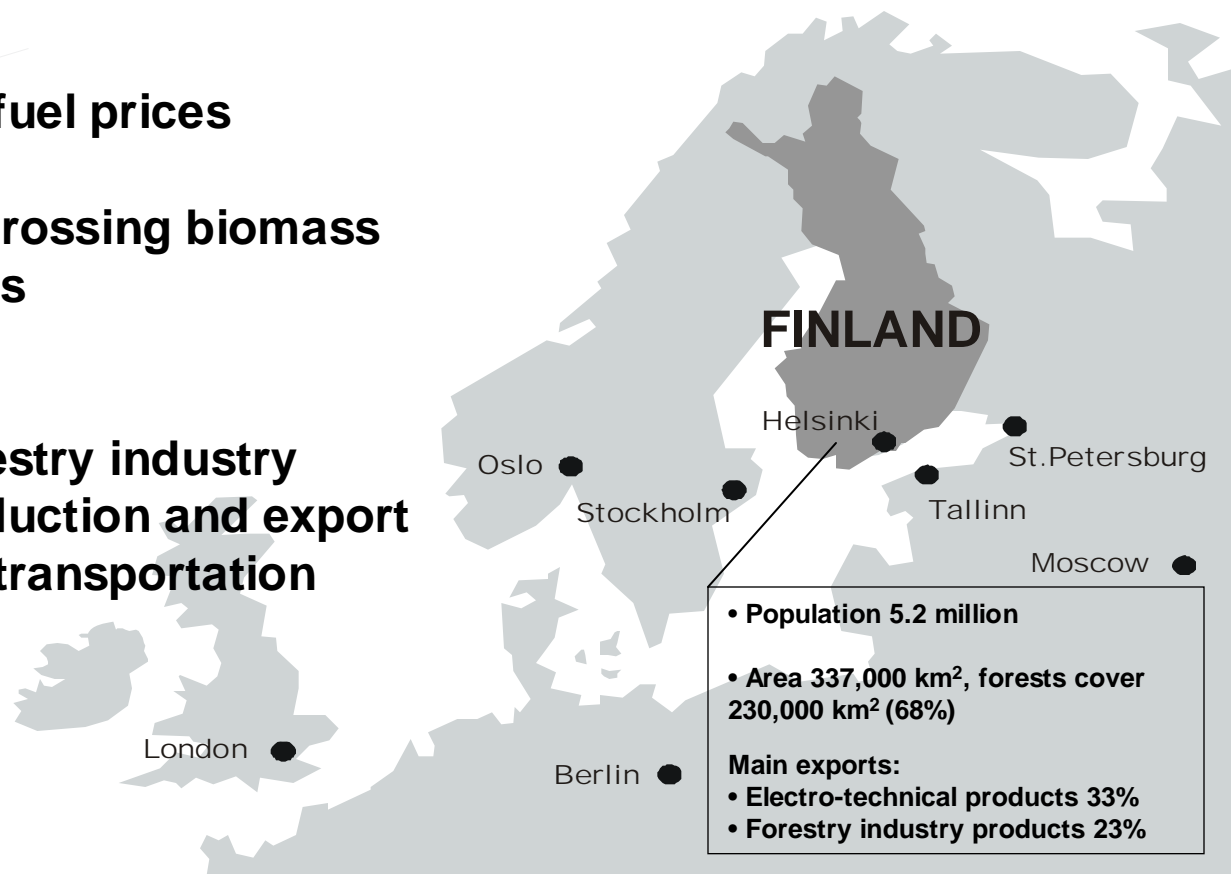 fuel prices
rossing biomass
s
estry industry
duction and export
transportation
FINLAND
Helsinki
St.Petersburg
Oslo
Stockholm
Tallinn
Moscow
London
Berlin
• Population 5.2 million
• Area 337,000 km², forests cover
230,000 km² (68%)
Main exports:
• Electro-technical products 33%
• Forestry industry products 23%